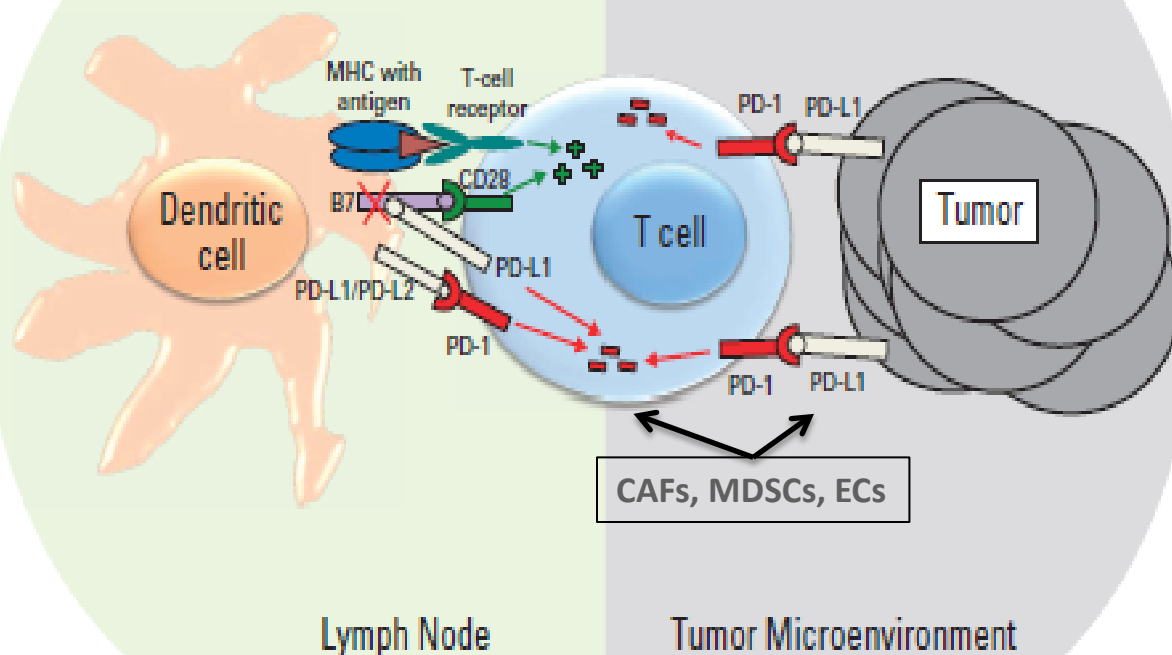 MHC with
antigen
T-cell
receptor
PD-1
PD-L1
CD28
B7
Dendritic
cell
T cell
Tumor
PD-L1
PD-L1/PD-L2
PD-1
PD-1
PD-L1
CAFs, MDSCs, ECs
Lymph Node
Tumor Microenvironment